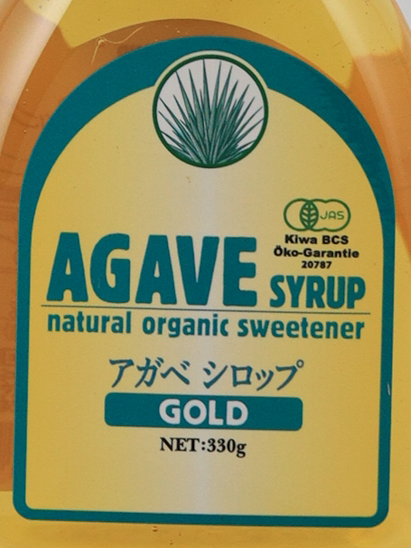 JAS
Kiwa BCS
Öko-Garantie
20787
AGAVE SYRUP
natural organic sweetener
アガベ シロップ
GOLD
NET:330g